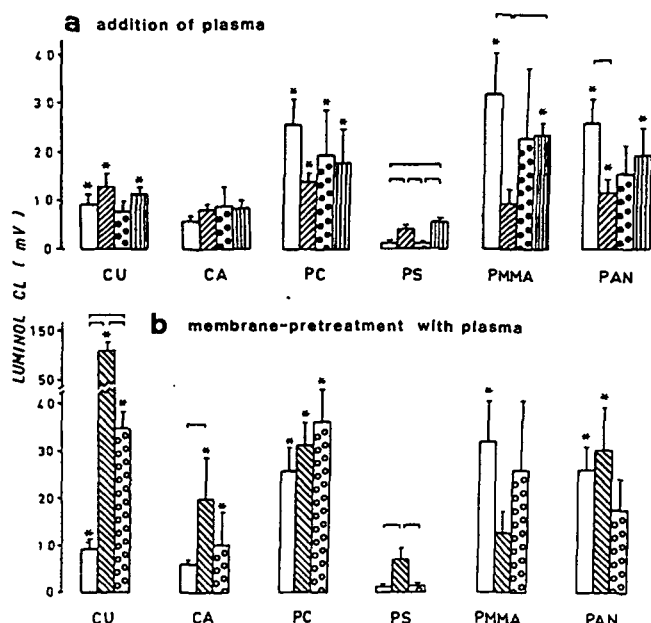 a addition of plasma
40
30
20
10
0
CU CA PC PS PMMA PAN
LUMINOL CL (mV)
b membrane-pretreatment with plasma
150
50
40
30
20
10
0
CU CA PC PS PMMA PAN